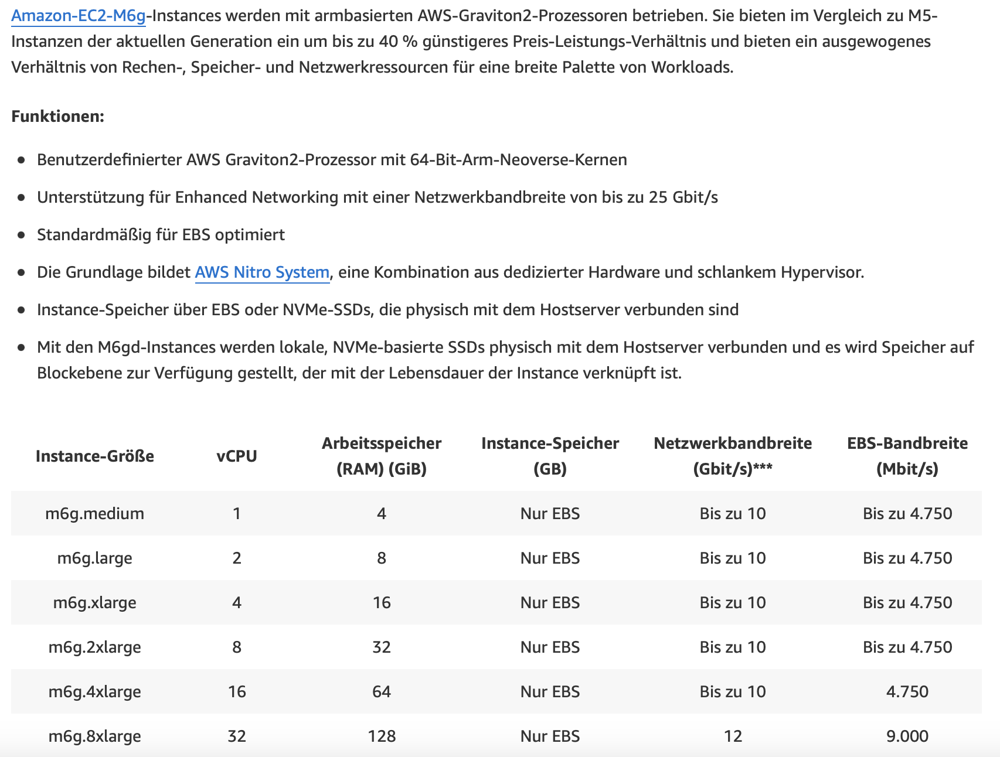 Amazon-EC2-M6g-Instances werden mit armbasierten AWS-Graviton2-Prozessoren betrieben. Sie bieten im Vergleich zu M5-
Instanzen der aktuellen Generation ein um bis zu 40 % günstigeres Preis-Leistungs-Verhältnis und bieten ein ausgewogenes
Verhältnis von Rechen-, Speicher- und Netzwerkressourcen für eine breite Palette von Workloads.
Funktionen:
• Benutzerdefinierter AWS Graviton2-Prozessor mit 64-Bit-Arm-Neoverse-Kernen
• Unterstützung für Enhanced Networking mit einer Netzwerkbandbreite von bis zu 25 Gbit/s
• Standardmäßig für EBS optimiert
• Die Grundlage bildet AWS Nitro System, eine Kombination aus dedizierter Hardware und schlankem Hypervisor.
• Instance-Speicher über EBS oder NVMe-SSDs, die physisch mit dem Hostserver verbunden sind
• Mit den M6gd-Instances werden lokale, NVMe-basierte SSDs physisch mit dem Hostserver verbunden und es wird Speicher auf
Blockebene zur Verfügung gestellt, der mit der Lebensdauer der Instance verknüpft ist.
Instance-Größe vCPU Arbeitsspeicher (RAM) (GiB) Instance-Speicher (GB) Netzwerkbandbreite (Gbit/s)*** EBS-Bandbreite (Mbit/s)
m6g.medium 1 4 Nur EBS Bis zu 10 Bis zu 4.750
m6g.large 2 8 Nur EBS Bis zu 10 Bis zu 4.750
m6g.xlarge 4 16 Nur EBS Bis zu 10 Bis zu 4.750
m6g.2xlarge 8 32 Nur EBS Bis zu 10 Bis zu 4.750
m6g.4xlarge 16 64 Nur EBS Bis zu 10 4.750
m6g.8xlarge 32 128 Nur EBS 12 9.000